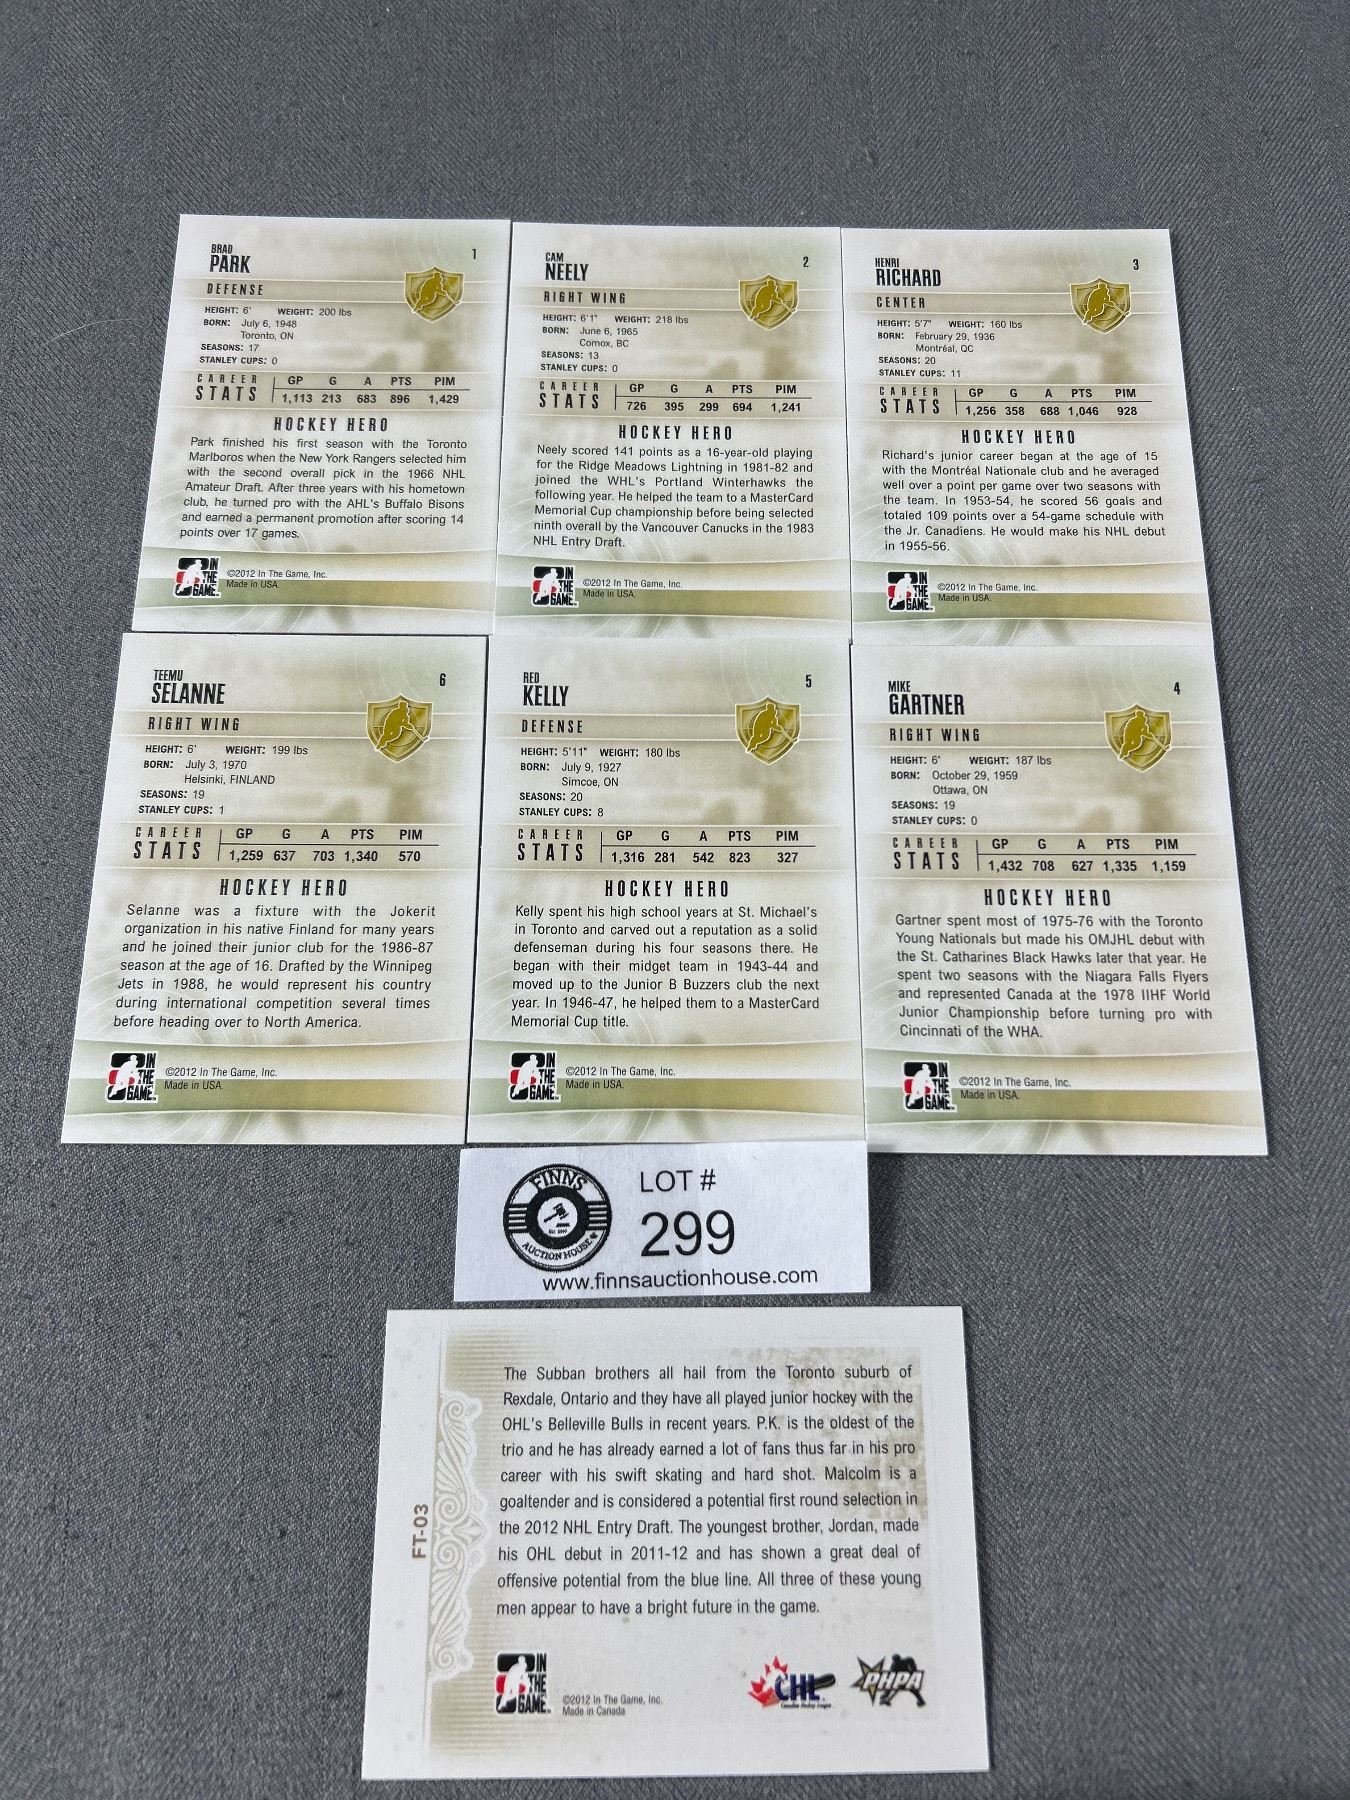 BRAD
PARK
1
DEFENSE
HEIGHT: 6' WEIGHT: 200 lbs
BORN: July 6, 1948
Toronto, ON
SEASONS: 17
STANLEY CUPS: 0
CAREER STATS
GP G A PTS PIM
1,113 213 683 896 1,429
HOCKEY HERO
Park finished his first season with the Toronto
Marlboros when the New York Rangers selected him
with the second overall pick in the 1966 NHL
Amateur Draft. After three years with his hometown
club, he turned pro with the AHL's Buffalo Bisons
and earned a permanent promotion after scoring 14
points over 17 games.
IN THE GAME
©2012 In The Game, Inc.
Made in USA.
CAM
NEELY
2
RIGHT WING
HEIGHT: 6'1" WEIGHT: 218 lbs
BORN: June 6, 1965
Comox, BC
SEASONS: 13
STANLEY CUPS: 0
CAREER STATS
GP G A PTS PIM
726 395 299 694 1,241
HOCKEY HERO
Neely scored 141 points as a 16-year-old playing
for the Ridge Meadows Lightning in 1981-82 and
joined the WHL's Portland Winterhawks the
following year. He helped the team to a MasterCard
Memorial Cup championship before being selected
ninth overall by the Vancouver Canucks in the 1983
NHL Entry Draft.
IN THE GAME
©2012 In The Game, Inc.
Made in USA.
HENRI
RICHARD
3
CENTER
HEIGHT: 5'7" WEIGHT: 160 lbs
BORN: February 29, 1936
Montréal, QC
SEASONS: 20
STANLEY CUPS: 11
CAREER STATS
GP G A PTS PIM
1,256 358 688 1,046 928
HOCKEY HERO
Richard's junior career began at the age of 15
with the Montréal Nationale club and he averaged
well over a point per game over two seasons with
the team. In 1953-54, he scored 56 goals and
totaled 109 points over a 54-game schedule with
the Jr. Canadiens. He would make his NHL debut
in 1955-56.
IN THE GAME
©2012 In The Game, Inc.
Made in USA.
TEEMU
SELANNE
6
RIGHT WING
HEIGHT: 6' WEIGHT: 199 lbs
BORN: July 3, 1970
Helsinki, FINLAND
SEASONS: 19
STANLEY CUPS: 1
CAREER STATS
GP G A PTS PIM
1,259 637 703 1,340 570
HOCKEY HERO
Selanne was a fixture with the Jokerit
organization in his native Finland for many years
and he joined their junior club for the 1986-87
season at the age of 16. Drafted by the Winnipeg
Jets in 1988, he would represent his country
during international competition several times
before heading over to North America.
IN THE GAME
©2012 In The Game, Inc.
Made in USA.
RED
KELLY
5
DEFENSE
HEIGHT: 5'11" WEIGHT: 180 lbs
BORN: July 9, 1927
Simcoe, ON
SEASONS: 20
STANLEY CUPS: 8
CAREER STATS
GP G A PTS PIM
1,316 281 542 823 327
HOCKEY HERO
Kelly spent his high school years at St. Michael's
in Toronto and carved out a reputation as a solid
defenseman during his four seasons there. He
began with their midget team in 1943-44 and
moved up to the Junior B Buzzers club the next
year. In 1946-47, he helped them to a MasterCard
Memorial Cup title.
IN THE GAME
©2012 In The Game, Inc.
Made in USA.
MIKE
GARTNER
4
RIGHT WING
HEIGHT: 6' WEIGHT: 187 lbs
BORN: October 29, 1959
Ottawa, ON
SEASONS: 19
STANLEY CUPS: 0
CAREER STATS
GP G A PTS PIM
1,432 708 627 1,335 1,159
HOCKEY HERO
Gartner spent most of 1975-76 with the Toronto
Young Nationals but made his OMJHL debut with
the St. Catharines Black Hawks later that year. He
spent two seasons with the Niagara Falls Flyers
and represented Canada at the 1978 IIHF World
Junior Championship before turning pro with
Cincinnati of the WHA.
IN THE GAME
©2012 In The Game, Inc.
Made in USA.
FINNS
AUCTION HOUSE
LOT #
299
www.finnsauctionhouse.com
FT-03
The Subban brothers all hail from the Toronto suburb of
Rexdale, Ontario and they have all played junior hockey with the
OHL's Belleville Bulls in recent years. P.K. is the oldest of the
trio and he has already earned a lot of fans thus far in his pro
career with his swift skating and hard shot. Malcolm is a
goaltender and is considered a potential first round selection in
the 2012 NHL Entry Draft. The youngest brother, Jordan, made
his OHL debut in 2011-12 and has shown a great deal of
offensive potential from the blue line. All three of these young
men appear to have a bright future in the game.
IN THE GAME
©2012 In The Game, Inc.
Made in Canada
CHL
Canadian Hockey League
PHPA